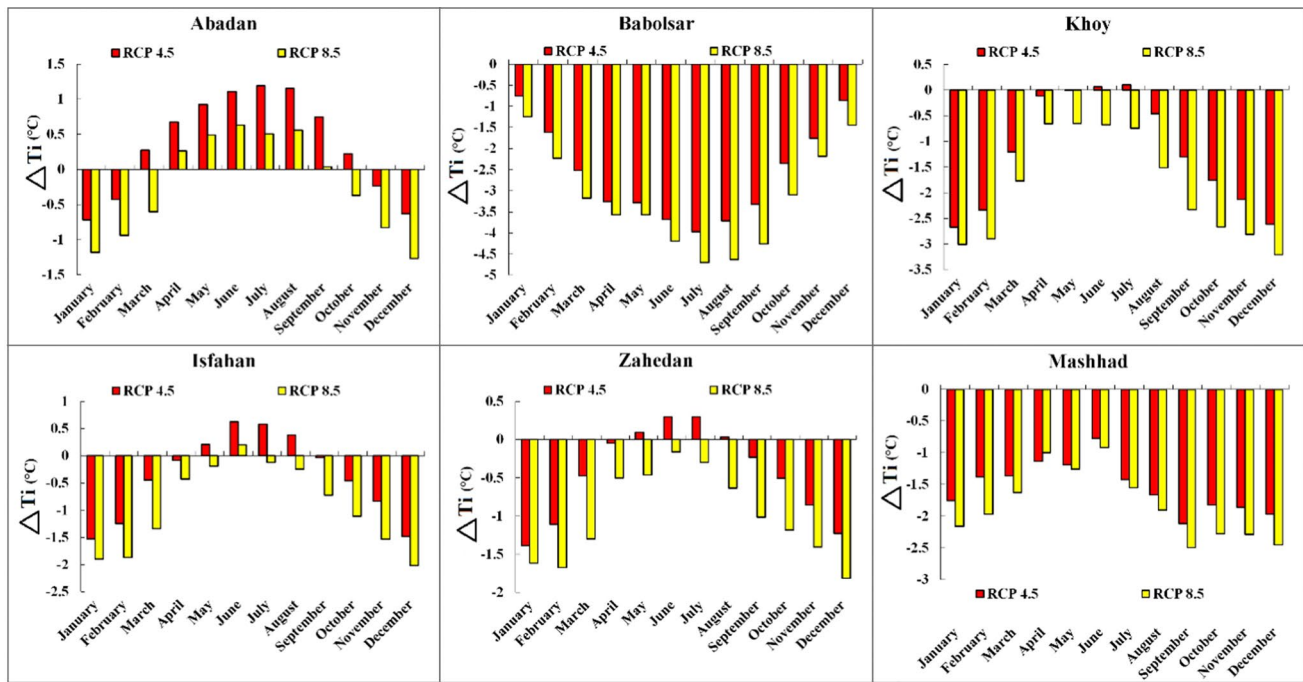 Abadan
RCP 4.5 RCP 8.5
1.5
1
0.5
0
-0.5
-1
-1.5
△Ti (°C)
January February March April May June July August September October November December
Babolsar
RCP 4.5 RCP 8.5
0
-0.5
-1
-1.5
-2
-2.5
-3
-3.5
-4
-4.5
-5
△Ti (°C)
January February March April May June July August September October November December
Khoy
RCP 4.5 RCP 8.5
0.5
0
-0.5
-1
-1.5
-2
-2.5
-3
-3.5
△Ti (°C)
January February March April May June July August September October November December
Isfahan
RCP 4.5 RCP 8.5
1
0.5
0
-0.5
-1
-1.5
-2
-2.5
△Ti (°C)
January February March April May June July August September October November December
Zahedan
RCP 4.5 RCP 8.5
0.5
0
-0.5
-1
-1.5
-2
△Ti (°C)
January February March April May June July August September October November December
Mashhad
0
-0.5
-1
-1.5
-2
-2.5
-3
△Ti (°C)
RCP 4.5 RCP 8.5
January February March April May June July August September October November December